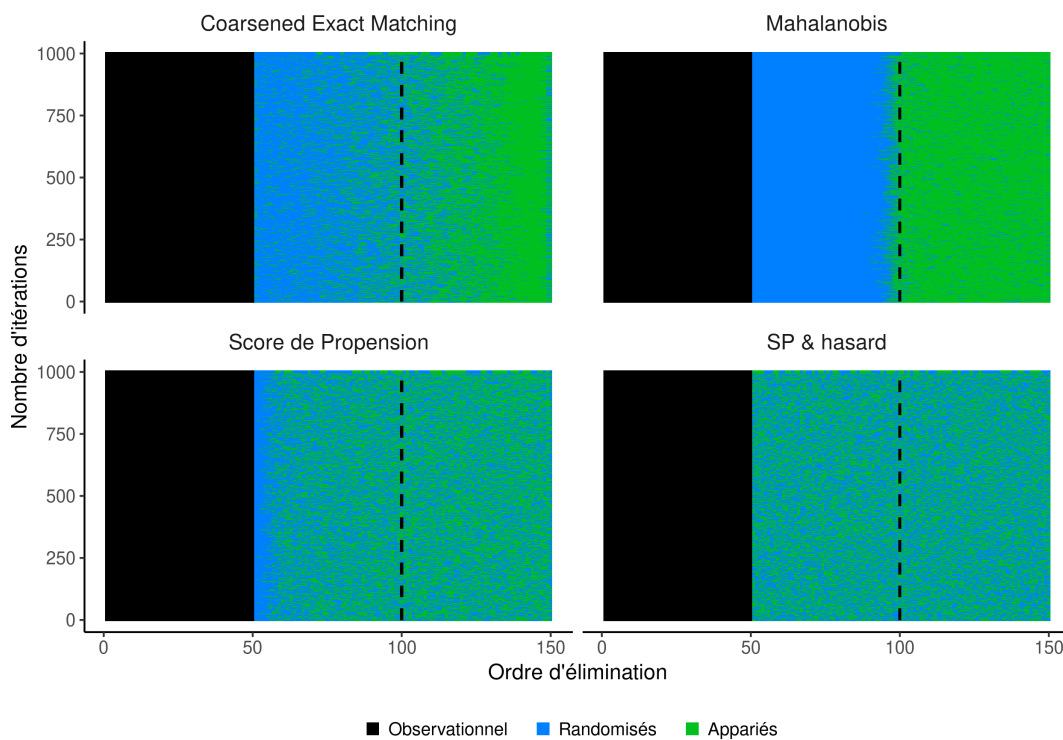 Coarsened Exact Matching
Mahalanobis
1000
750
500
250
0
Score de Propension
SP & hasard
1000
750
500
250
0
Nombre d'itérations
0 50 100 150
0 50 100 150
Ordre d'élimination
Observationnel Randomisés Appariés